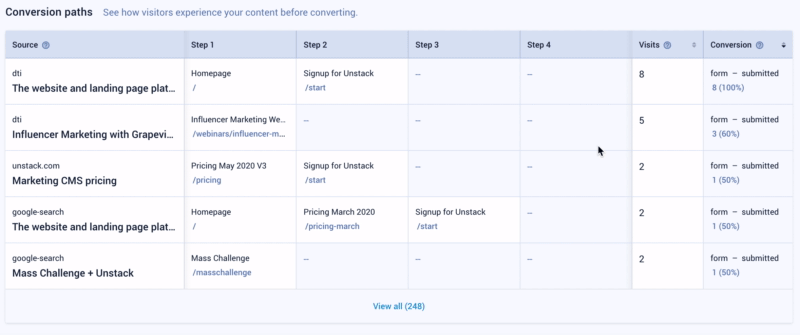 Conversion paths See how visitors experience your content before converting.
Source Step 1 Step 2 Step 3 Step 4 Visits Conversion
dti Homepage Signup for Unstack – – 8 form – submitted
The website and landing page plat... / /start 8 (100%)
dti Influencer Marketing We... – – – 5 form – submitted
Influencer Marketing with Grapevi... /webinars/influencer-m... 3 (60%)
unstack.com Pricing May 2020 V3 Signup for Unstack – – 2 form – submitted
Marketing CMS pricing /pricing /start 1 (50%)
google-search Homepage Pricing March 2020 Signup for Unstack – 2 form – submitted
The website and landing page plat... / /pricing-march /start 1 (50%)
google-search Mass Challenge – – – 2 form – submitted
Mass Challenge + Unstack /masschallenge 1 (50%)
View all (248)